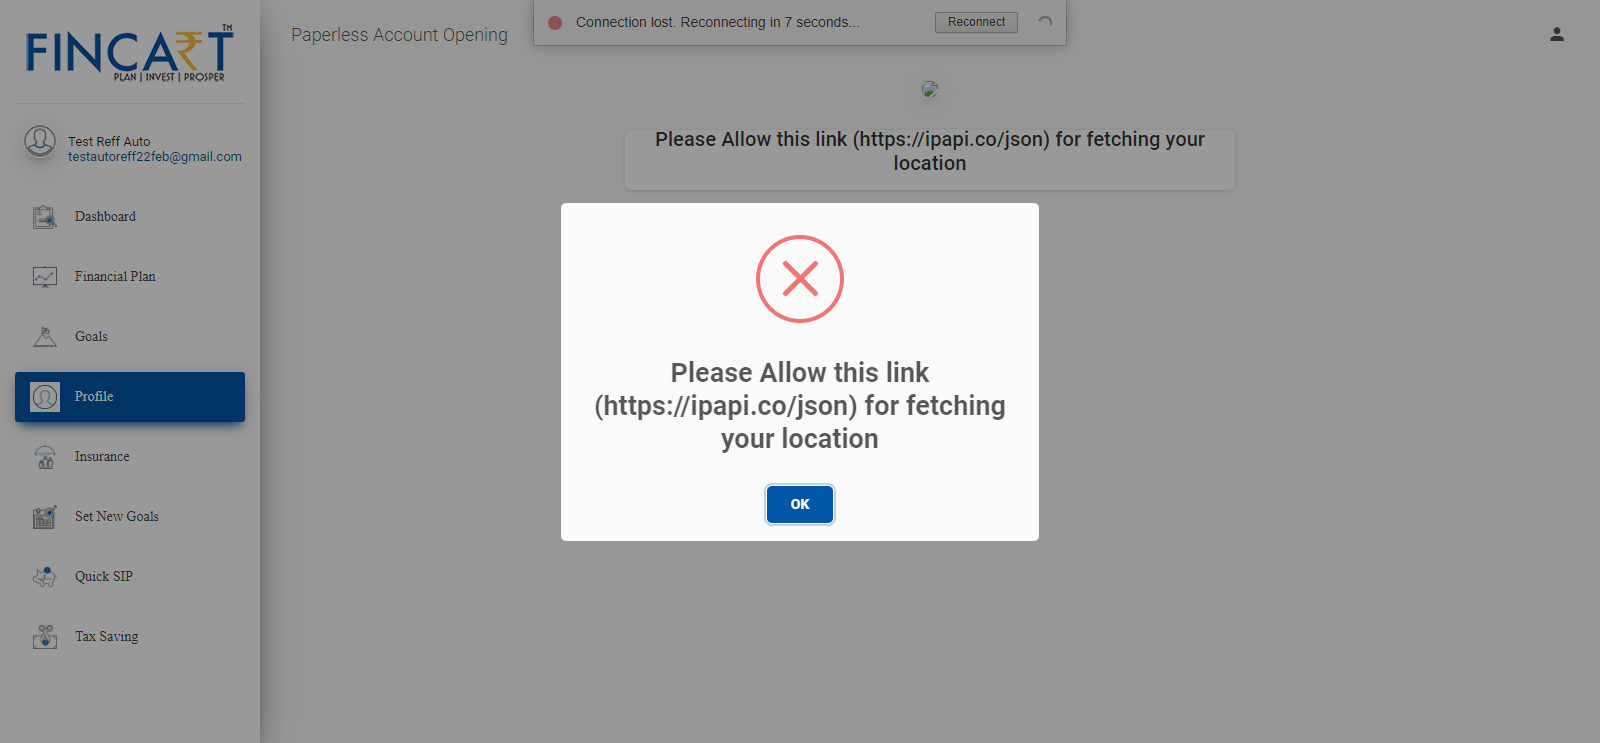 FINCART™
PLAN | INVEST | PROSPER
Test Reff Auto
testautoreff22feb@gmail.com
Dashboard
Financial Plan
Goals
Profile
Insurance
Set New Goals
Quick SIP
Tax Saving
Paperless Account Opening
Connection lost. Reconnecting in 7 seconds...
Reconnect
Please Allow this link (https://ipapi.co/json) for fetching your
location
Please Allow this link
(https://ipapi.co/json) for fetching
your location
OK